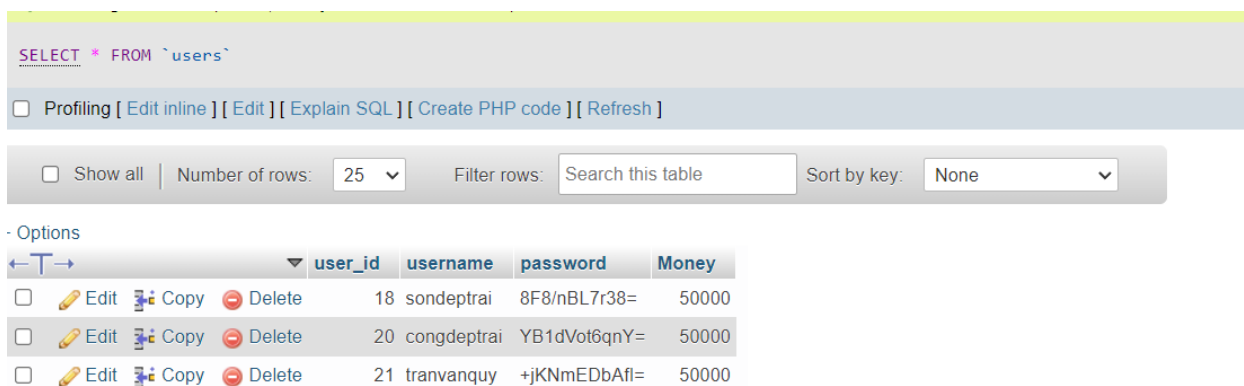 SELECT * FROM `users`
Profiling [ Edit inline ] [ Edit ] [ Explain SQL ] [ Create PHP code ] [ Refresh ]
Show all | Number of rows: 25 Filter rows: Search this table Sort by key: None
Options
←T→ user_id username password Money
Edit Copy Delete 18 sondeptrai 8F8/nBL7r38= 50000
Edit Copy Delete 20 congdeptrai YB1dVot6qnY= 50000
Edit Copy Delete 21 tranvanquy +jKNmEDbAfI= 50000